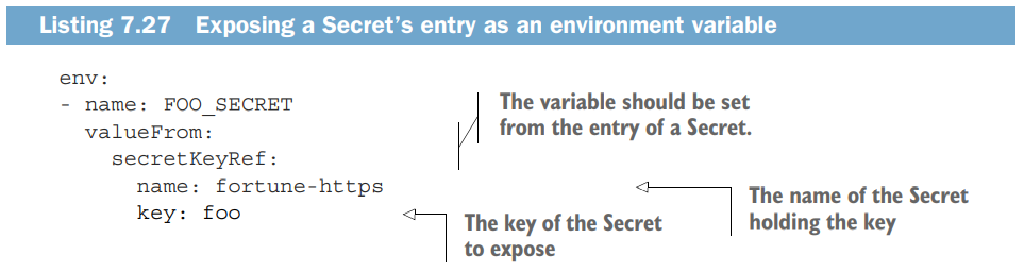 Listing 7.27 Exposing a Secret's entry as an environment variable
env:
- name: FOO_SECRET
valueFrom:
secretKeyRef:
name: fortune-https
key: foo
The variable should be set
from the entry of a Secret.
The name of the Secret
holding the key
The key of the Secret
to expose